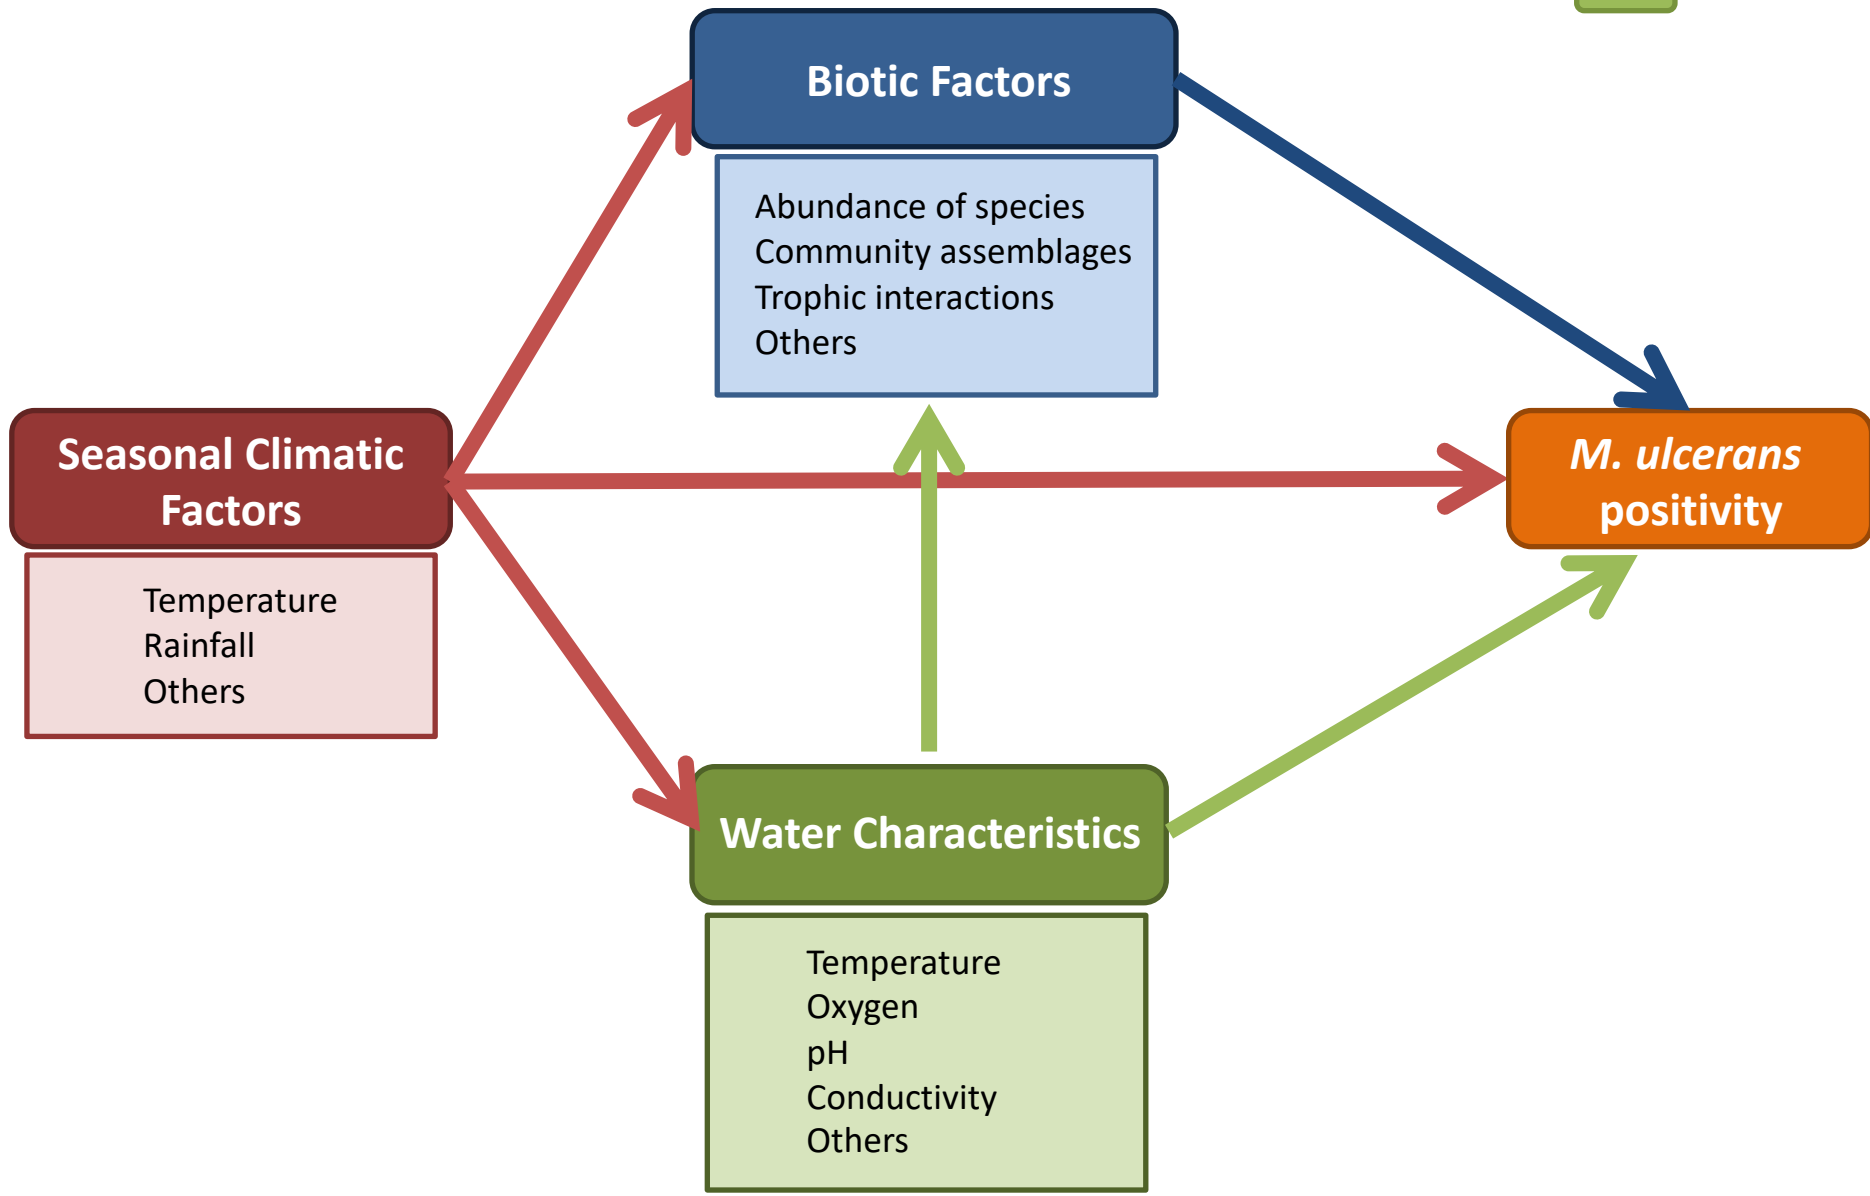 Biotic Factors
Abundance of species
Community assemblages
Trophic interactions
Others
Seasonal Climatic
Factors
Temperature
Rainfall
Others
M. ulcerans
positivity
Water Characteristics
Temperature
Oxygen
pH
Conductivity
Others